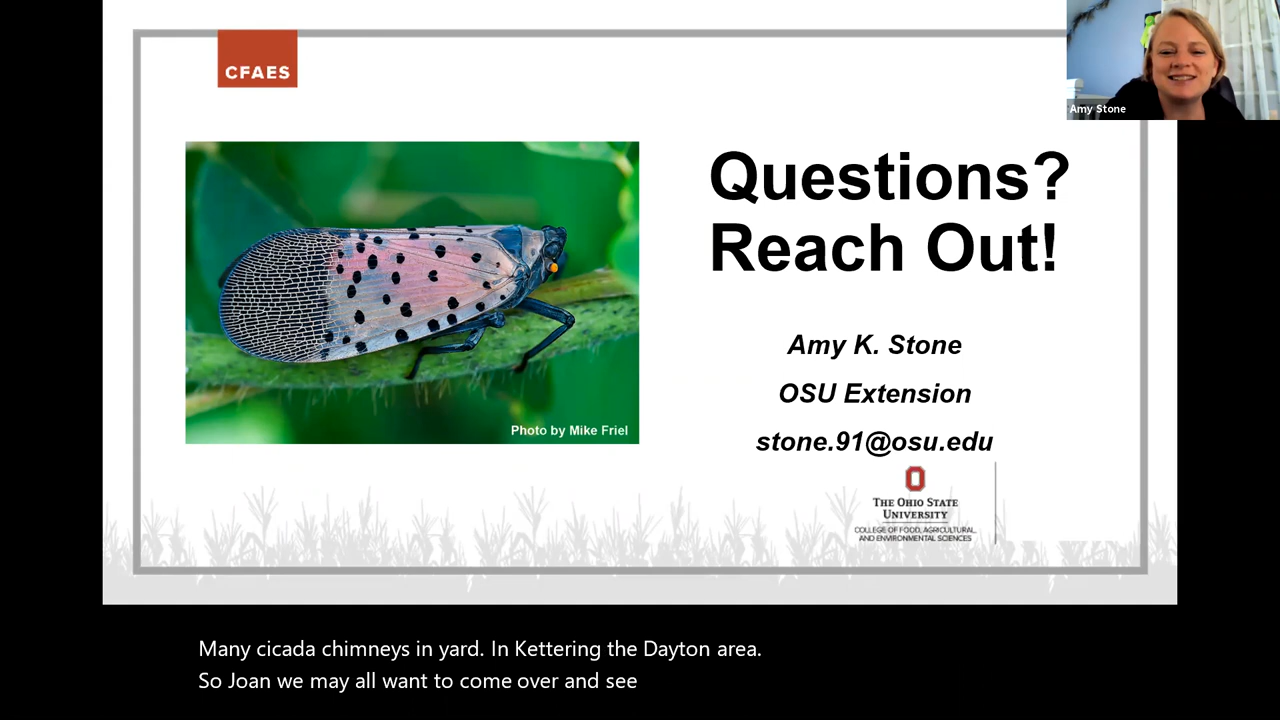 CFAES
Amy Stone
Questions?
Reach Out!
Photo by Mike Friel
Amy K. Stone
OSU Extension
stone.91@osu.edu
THE OHIO STATE
UNIVERSITY
COLLEGE OF FOOD, AGRICULTURAL,
AND ENVIRONMENTAL SCIENCES
Many cicada chimneys in yard. In Kettering the Dayton area.
So Joan we may all want to come over and see